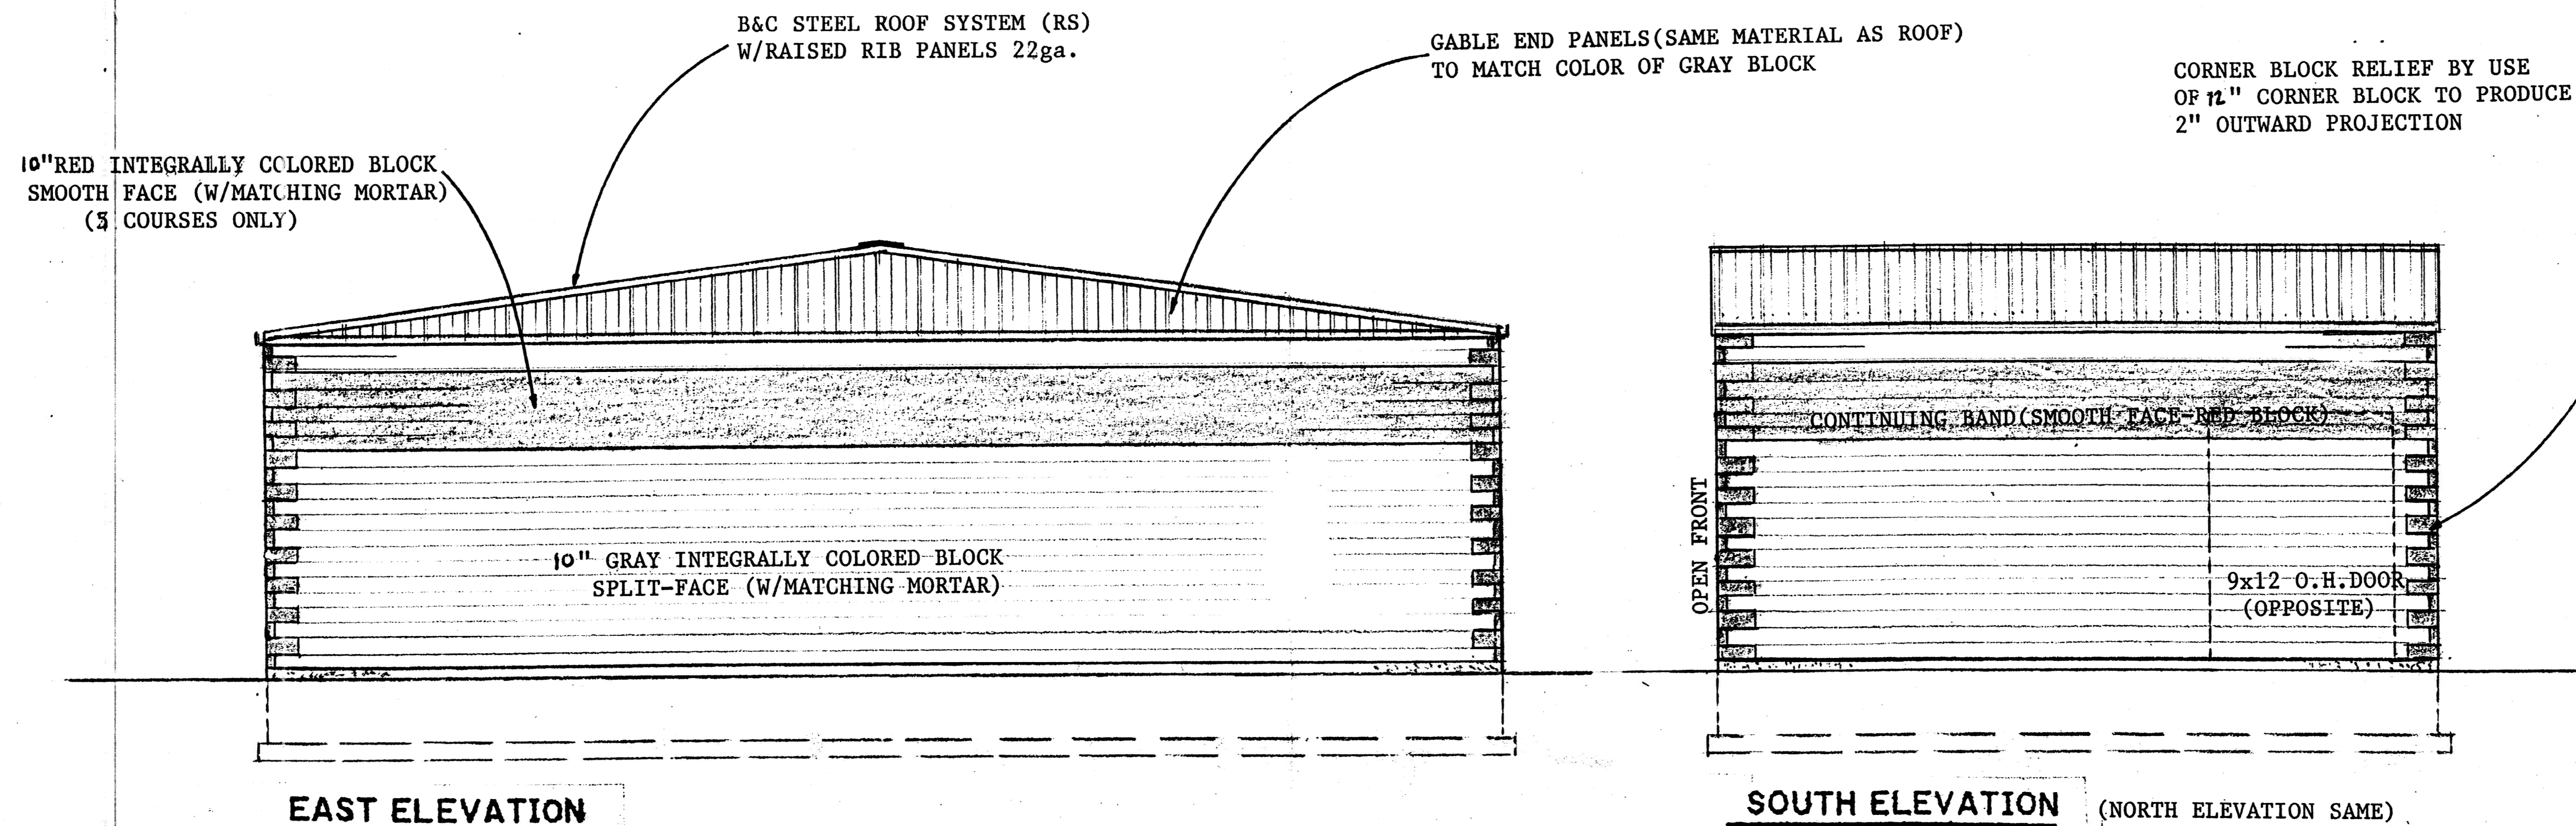 B&C STEEL ROOF SYSTEM (RS)
W/RAISED RIB PANELS 22ga.
GABLE END PANELS(SAME MATERIAL AS ROOF)
TO MATCH COLOR OF GRAY BLOCK
CORNER BLOCK RELIEF BY USE
OF 12" CORNER BLOCK TO PRODUCE
2" OUTWARD PROJECTION
10"RED INTEGRALLY COLORED BLOCK
SMOOTH FACE (W/MATCHING MORTAR)
( COURSES ONLY)
CONTINUING BAND(SMOOTH FACE-RED BLOCK)
OPEN FRONT
10" GRAY INTEGRALLY COLORED BLOCK
SPLIT-FACE (W/MATCHING MORTAR)
9x12 O.H.DOOR
(OPPOSITE)
EAST ELEVATION
SOUTH ELEVATION (NORTH ELEVATION SAME)